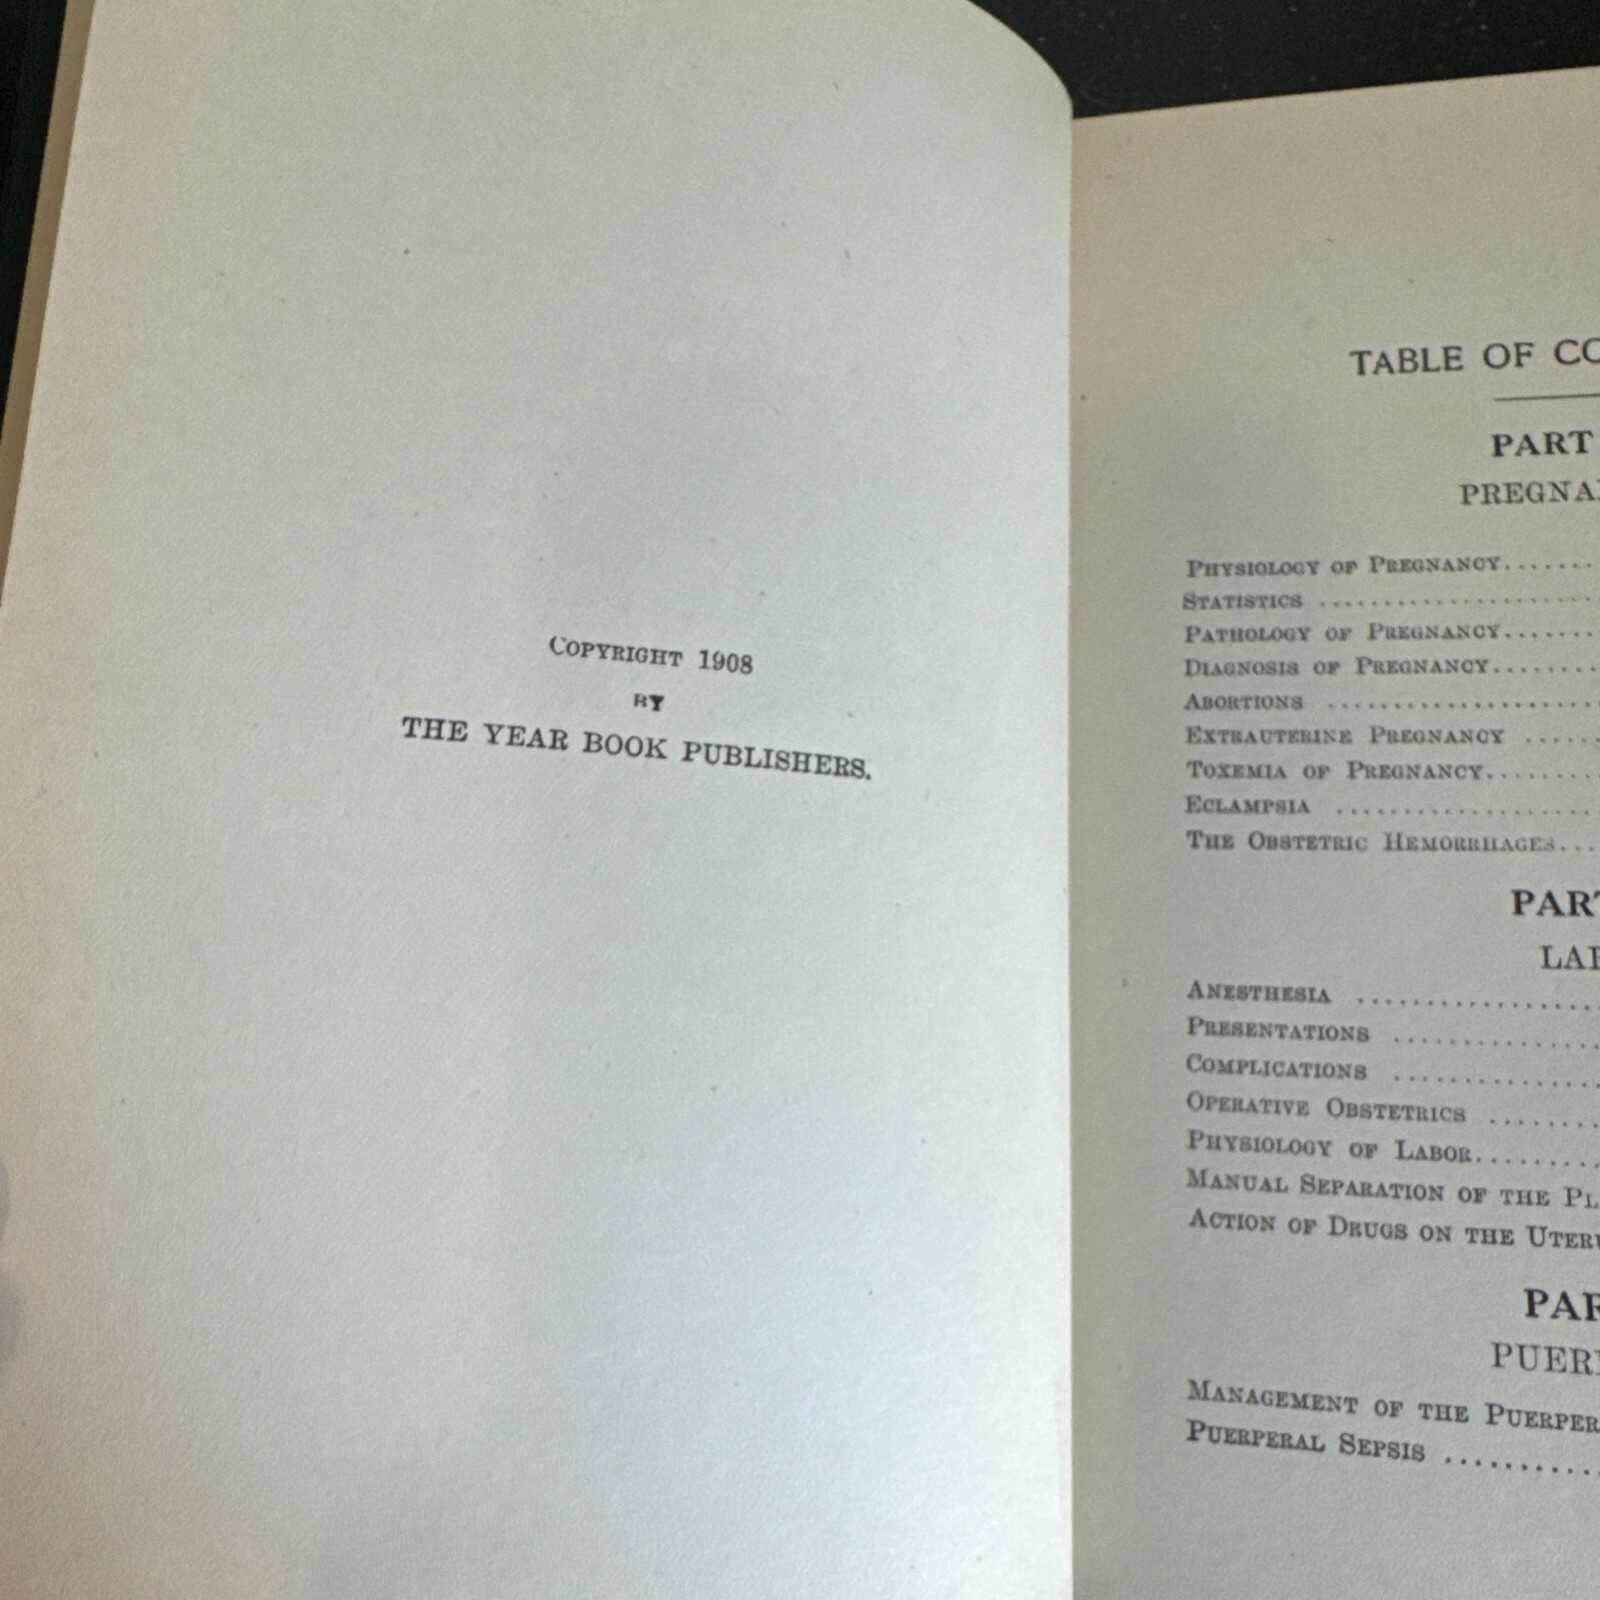 COPYRIGHT 1908
BY
THE YEAR BOOK PUBLISHERS.
TABLE OF
PART
PHYSIOLOGY OF PREGNANCY.......
STATISTICS ....................
PATHOLOGY OF PREGNANCY.......
DIAGNOSIS OF PREGNANCY........
ABORTIONS ....................
EXTRAUTERINE PREGNANCY .....
TOXEMIA OF PREGNANCY........
ECLAMPSIA ....................
THE OBSTETRIC HEMORRHAGES...
ANESTHESIA ..................
PRESENTATIONS ...............
COMPLICATIONS ...............
OPERATIVE OBSTETRICS ........
PHYSIOLOGY OF LABOR.........
MANUAL SEPARATION OF THE
ACTION OF DRUGS ON THE
MANAGEMENT OF THE
PUERPERAL SEPSIS ...........